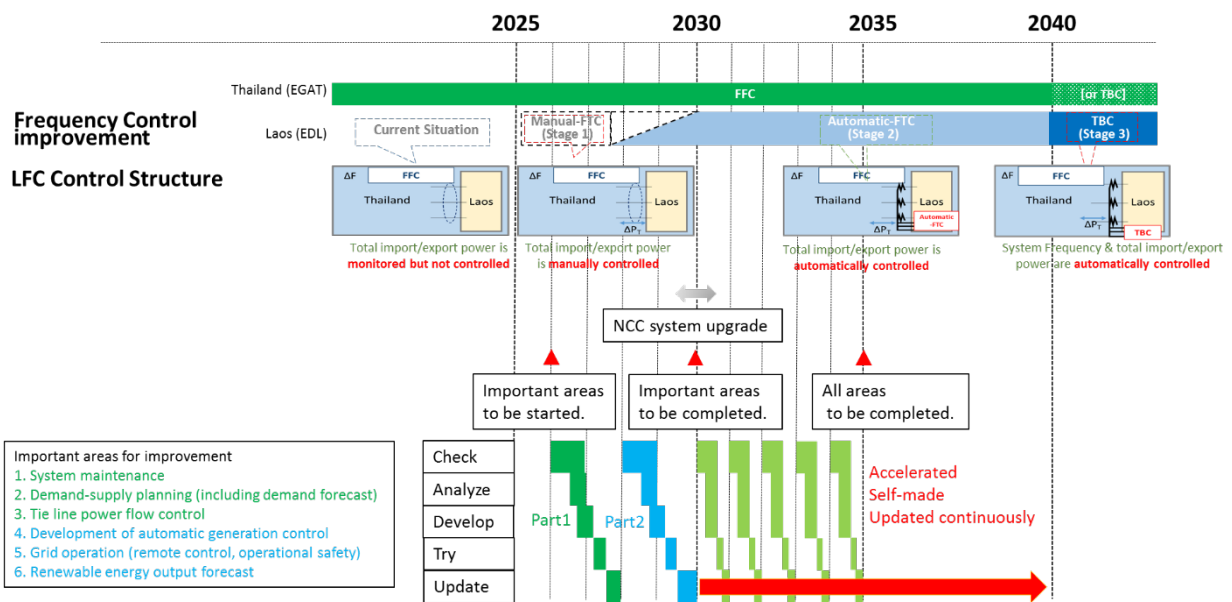 2025
2030
2035
2040
Thailand (EGAT)
FFC
[or TBC]
Frequency Control
improvement
Laos (EDL)
Current Situation
Manual-FTC
(Stage 1)
Automatic-FTC
(Stage 2)
TBC
(Stage 3)
LFC Control Structure
ΔF
FFC
Thailand
Laos
Total import/export power is
monitored but not controlled
ΔF
FFC
Thailand
Laos
ΔPT
Total import/export power
is manually controlled
ΔF
FFC
Thailand
Laos
ΔPT
Automatic
-FTC
Total import/export power is
automatically controlled
ΔF
FFC
Thailand
Laos
ΔPT
TBC
System Frequency & total import/export
power are automatically controlled
NCC system upgrade
Important areas
to be started.
Important areas
to be completed.
All areas
to be completed.
Important areas for improvement
1. System maintenance
2. Demand-supply planning (including demand forecast)
3. Tie line power flow control
4. Development of automatic generation control
5. Grid operation (remote control, operational safety)
6. Renewable energy output forecast
Check
Analyze
Develop
Try
Update
Part1
Part2
Accelerated
Self-made
Updated continuously